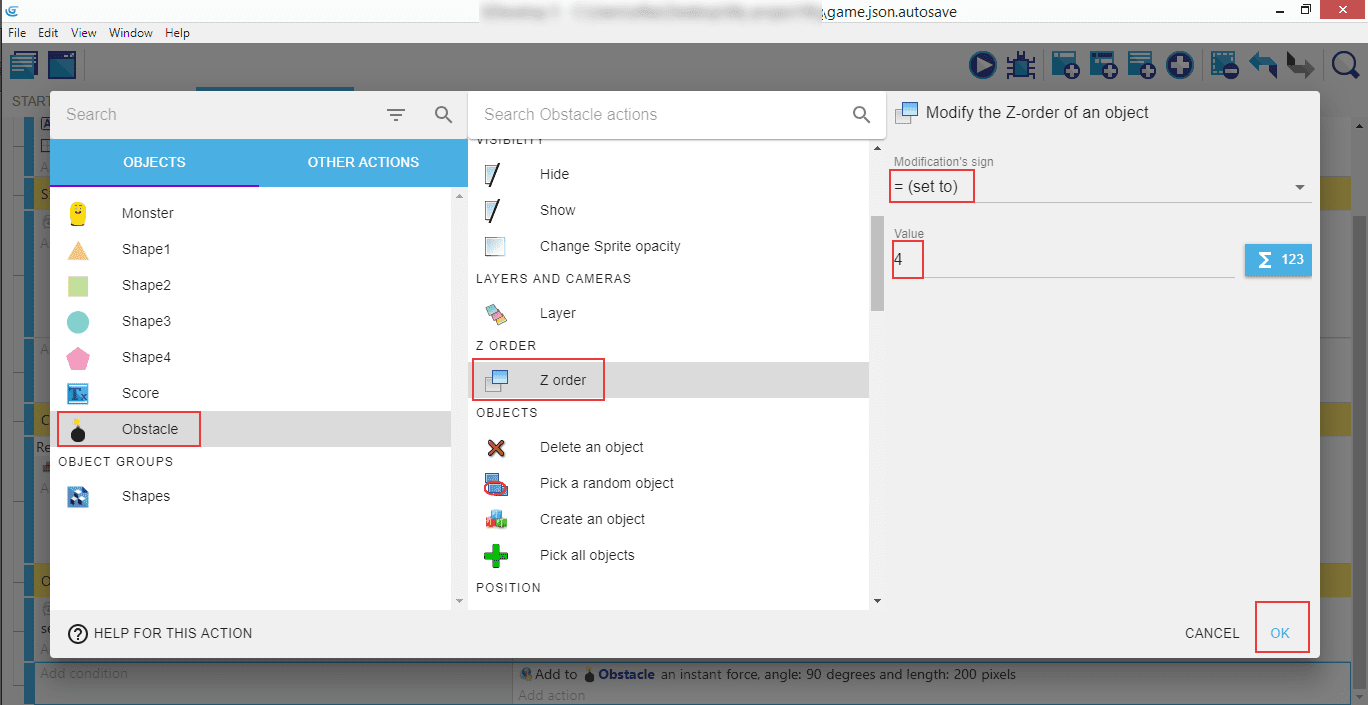 \game.json.autosave
File Edit View Window Help
START
Search
Search Obstacle actions
Modify the Z-order of an object
OBJECTS
OTHER ACTIONS
Monster
Shape1
Shape2
Shape3
Shape4
Score
Tx
Obstacle
OBJECT GROUPS
Shapes
VISIBILITY
Hide
Show
Change Sprite opacity
LAYERS AND CAMERAS
Layer
Z ORDER
Z order
OBJECTS
Delete an object
Pick a random object
Create an object
Pick all objects
POSITION
Modification's sign
= (set to)
Value
4
Σ 123
? HELP FOR THIS ACTION
CANCEL
OK
Add condition
Add to Obstacle an instant force, angle: 90 degrees and length: 200 pixels
Add action